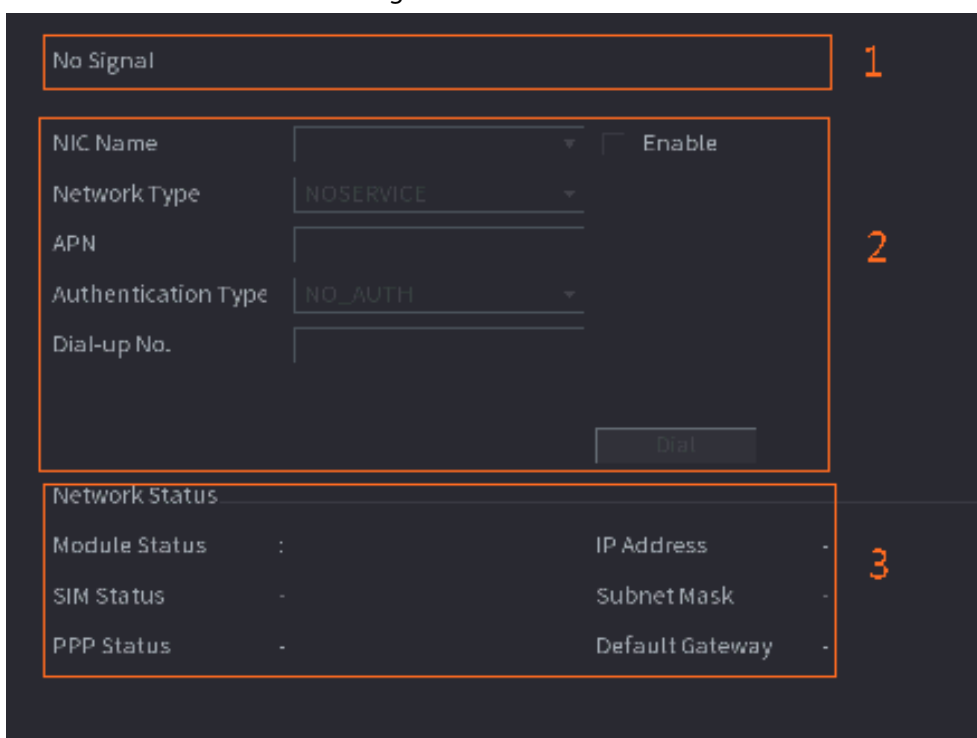 No Signal 1
NIC Name Enable
Network Type NOSERVICE
APN 2
Authentication Type NO_AUTH
Dial-up No.
Dial
Network Status
Module Status : IP Address -
3
SIM Status - Subnet Mask -
PPP Status - Default Gateway -